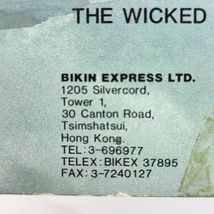 THE WICKED
BIKIN EXPRESS LTD.
1205 Silvercord,
Tower 1,
30 Canton Road,
Tsimshatsui,
Hong Kong.
TEL: 3-696977
TELEX: BIKEX 37895
FAX: 3-7240127